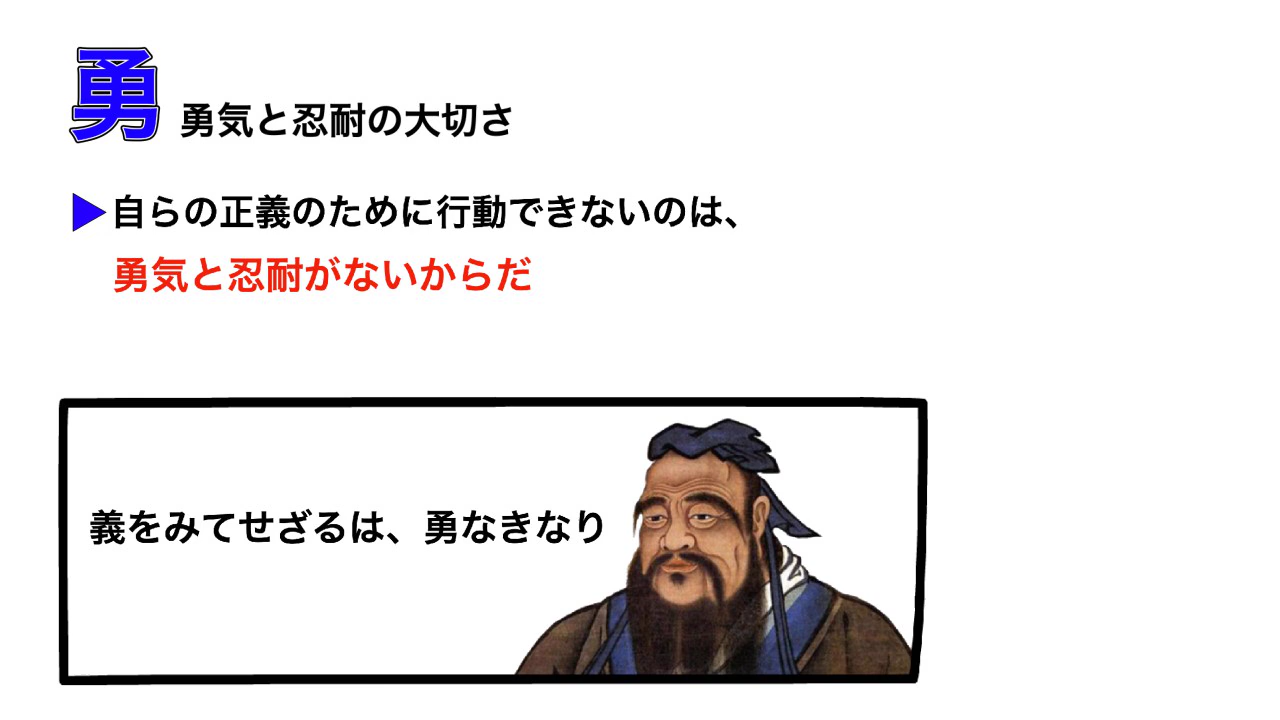 勇 勇気と忍耐の大切さ
▶自らの正義のために行動できないのは、
勇気と忍耐がないからだ
義をみてせざるは、勇なきなり